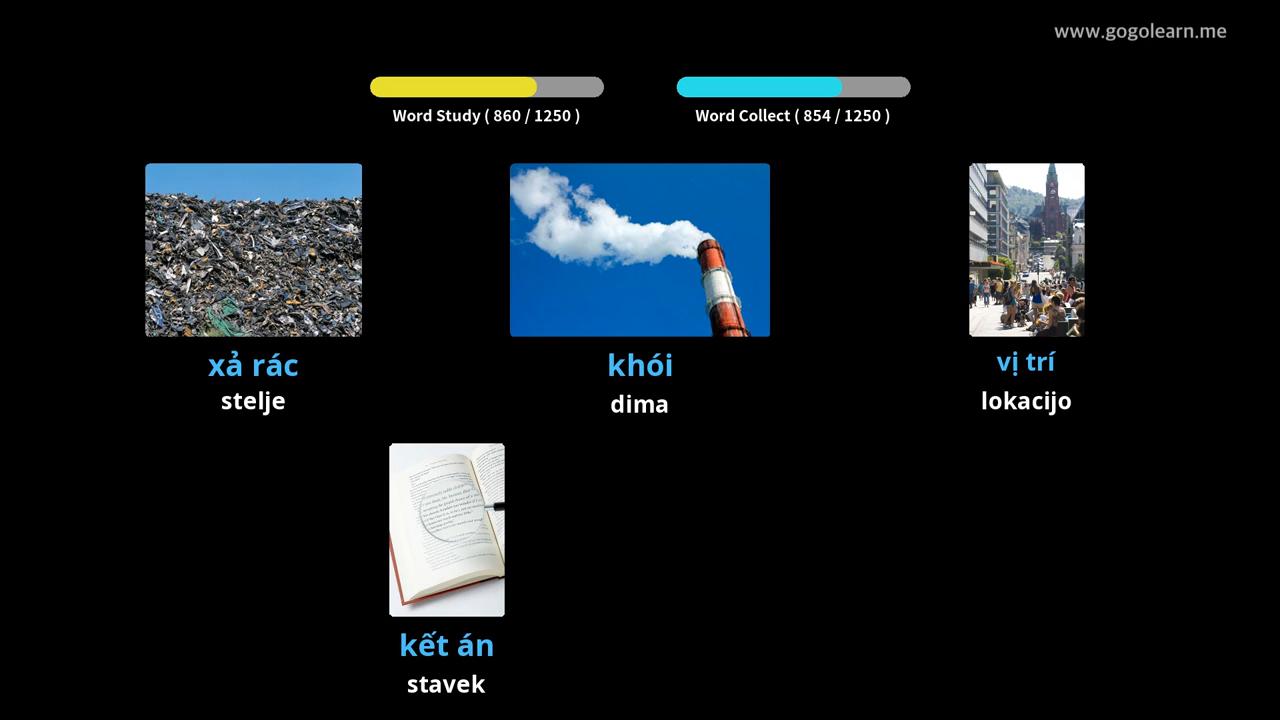 www.gogolearn.me
Word Study ( 860 / 1250 )
Word Collect ( 854 / 1250 )
xả rác
stelje
khói
dima
vị trí
lokacijo
kết án
stavek